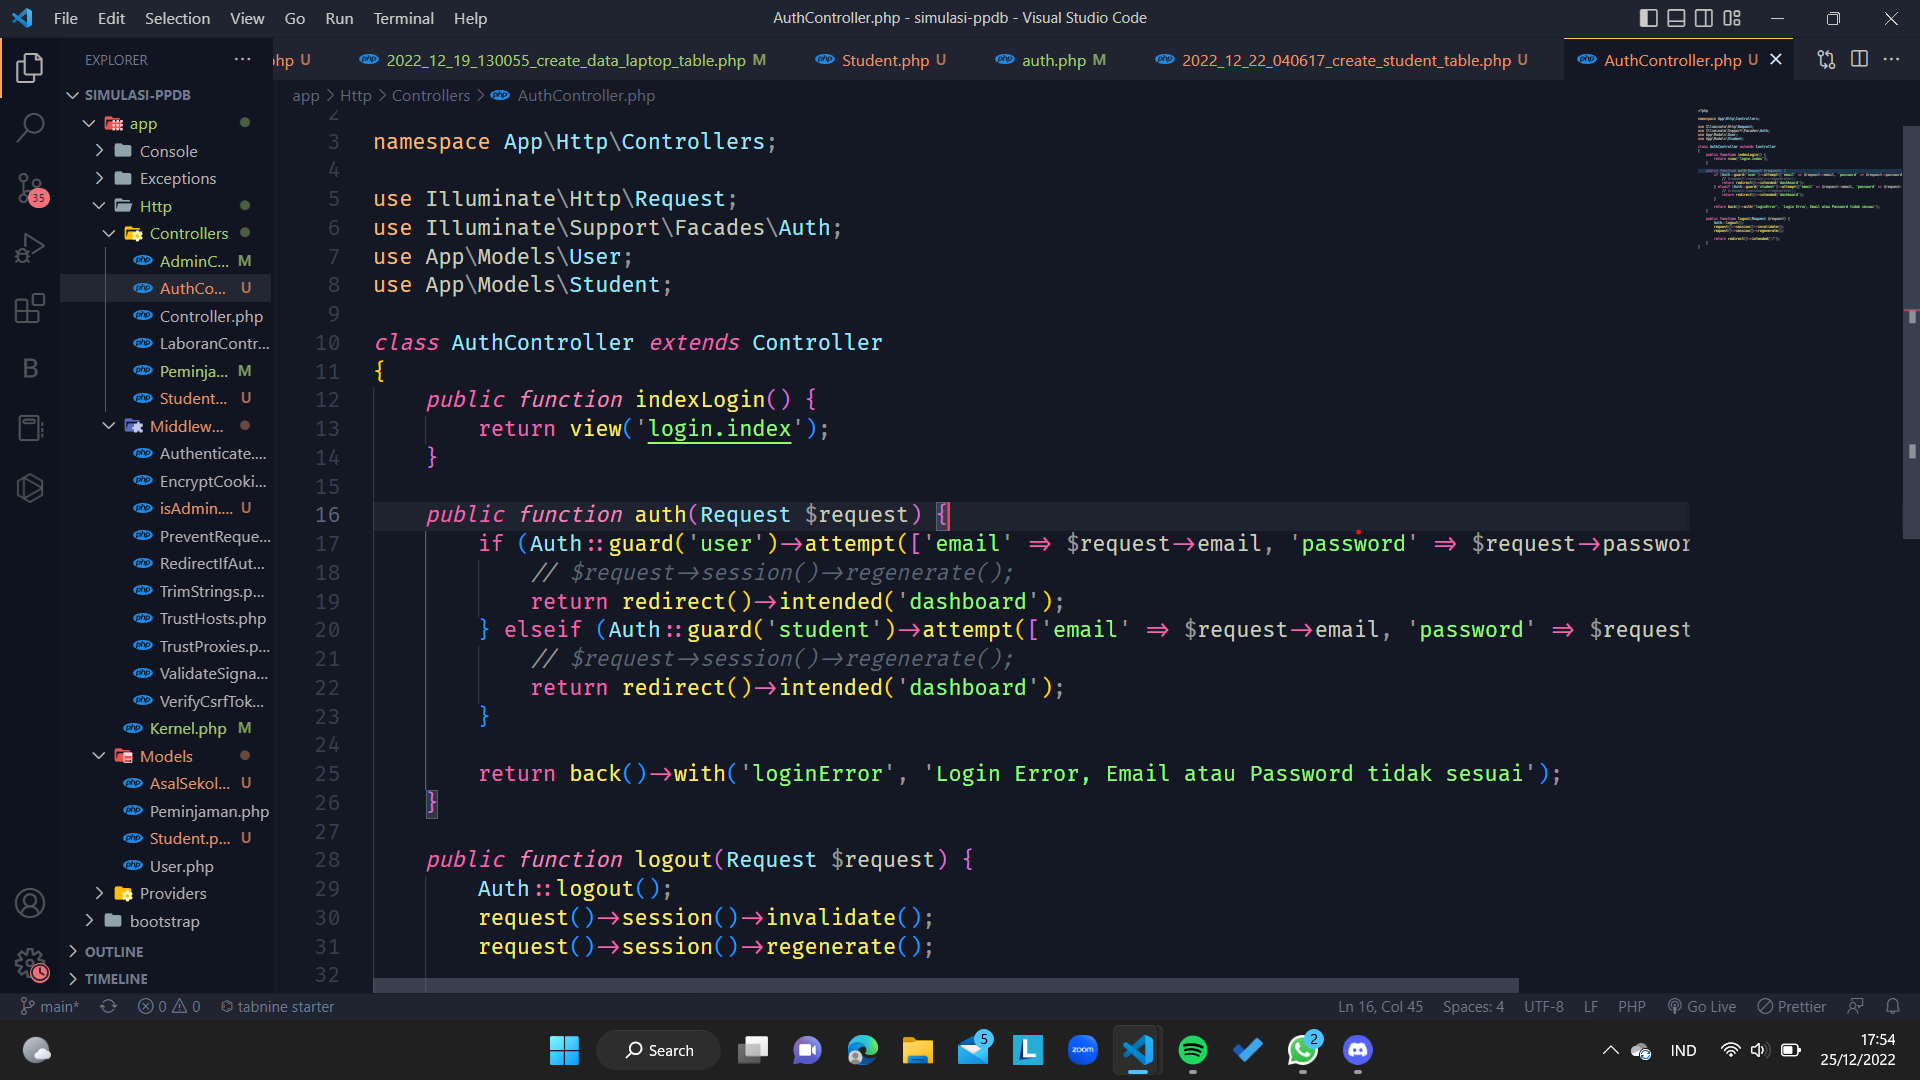 File Edit Selection View Go Run Terminal Help
AuthController.php - simulasi-ppdb - Visual Studio Code
EXPLORER
php U
2022_12_19_130055_create_data_laptop_table.php M
Student.php U
auth.php M
2022_12_22_040617_create_student_table.php U
AuthController.php U
app > Http > Controllers > AuthController.php
SIMULASI-PPDB
app
Console
Exceptions
Http
Controllers
AdminC... M
AuthCo... U
Controller.php
LaboranContr...
Peminja... M
Student... U
Middlew...
Authenticate....
EncryptCooki...
isAdmin.... U
PreventReque...
RedirectIfAut...
TrimStrings.p...
TrustHosts.php
TrustProxies.p...
ValidateSigna...
VerifyCsrfTok...
Kernel.php M
Models
AsalSekol... U
Peminjaman.php
Student.p... U
User.php
Providers
bootstrap
OUTLINE
TIMELINE
35
B
2
3 namespace App\Http\Controllers;
4
5 use Illuminate\Http\Request;
6 use Illuminate\Support\Facades\Auth;
7 use App\Models\User;
8 use App\Models\Student;
9
10 class AuthController extends Controller
11 {
12 public function indexLogin() {
13 return view('login.index');
14 }
15
16 public function auth(Request $request) {
17 if (Auth::guard('user')->attempt(['email' => $request->email, 'password' => $request->passwor
18 // $request->session()->regenerate();
19 return redirect()->intended('dashboard');
20 } elseif (Auth::guard('student')->attempt(['email' => $request->email, 'password' => $request
21 // $request->session()->regenerate();
22 return redirect()->intended('dashboard');
23 }
24
25 return back()->with('loginError', 'Login Error, Email atau Password tidak sesuai');
26 }
27
28 public function logout(Request $request) {
29 Auth::logout();
30 request()->session()->invalidate();
31 request()->session()->regenerate();
32
main* 0 0 tabnine starter
Ln 16, Col 45 Spaces: 4 UTF-8 LF PHP Go Live Prettier
Search
5
L
zoom
2
IND
17:54
25/12/2022